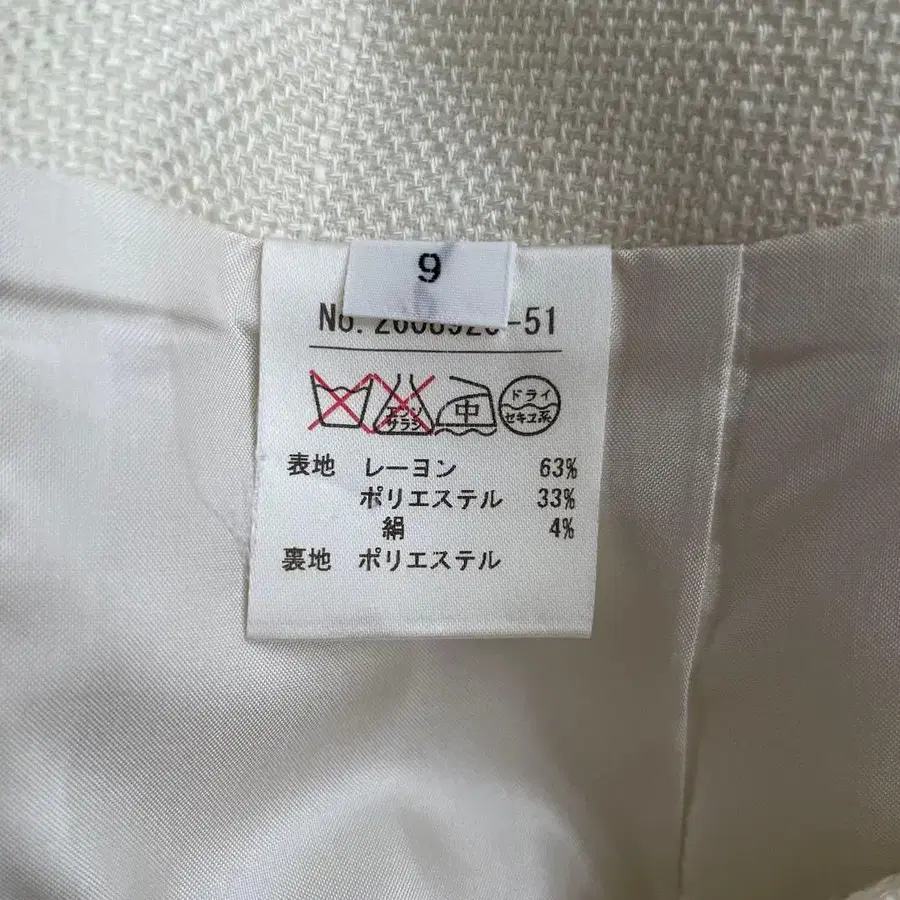 9
No. -51
エンソ
サラシ
中
ドライ
セキユ系
表地 レーヨン 63%
ポリエステル 33%
絹 4%
裏地 ポリエステル